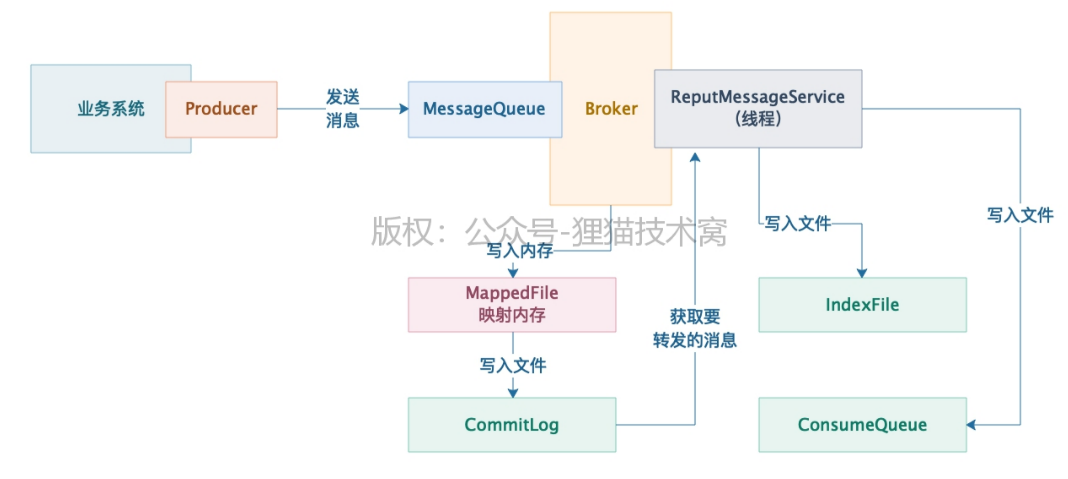 业务系统
Producer
发送
消息
MessageQueue
Broker
ReputMessageService
（线程）
写入文件
写入文件
版权：公众号-狸猫技术窝
写入内存
MappedFile
映射内存
获取要
转发的消息
IndexFile
写入文件
CommitLog
ConsumeQueue